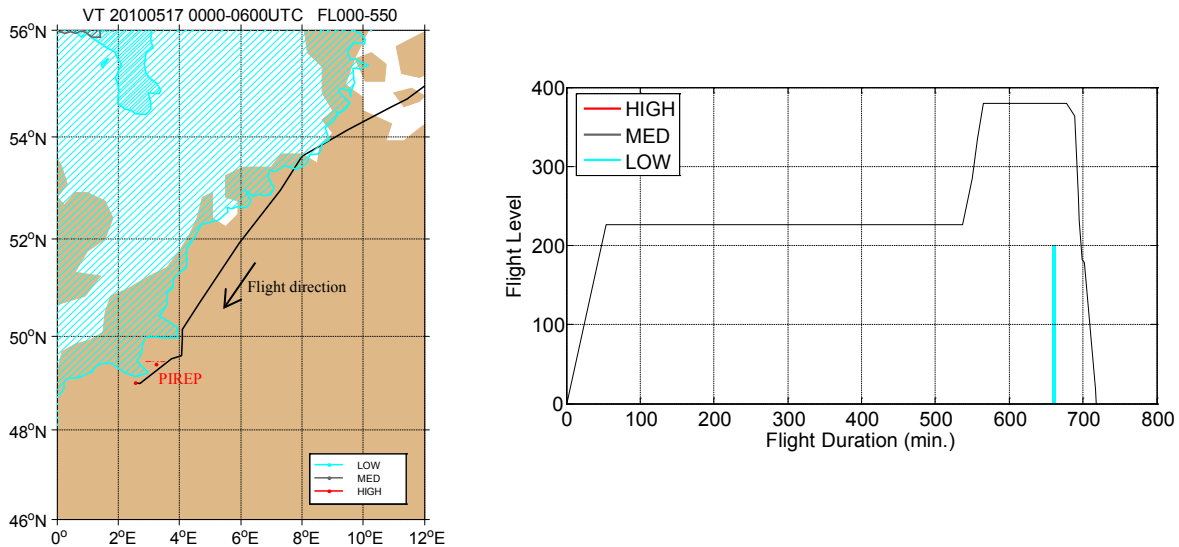 VT 20100517 0000-0600UTC FL000-550
56°N
54°N
52°N
50°N
48°N
46°N
0°
2°E
4°E
6°E
8°E
10°E
12°E
Flight direction
PIREP
LOW
MED
HIGH
400
300
200
100
0
Flight Level
HIGH
MED
LOW
0
100
200
300
400
500
600
700
800
Flight Duration (min.)